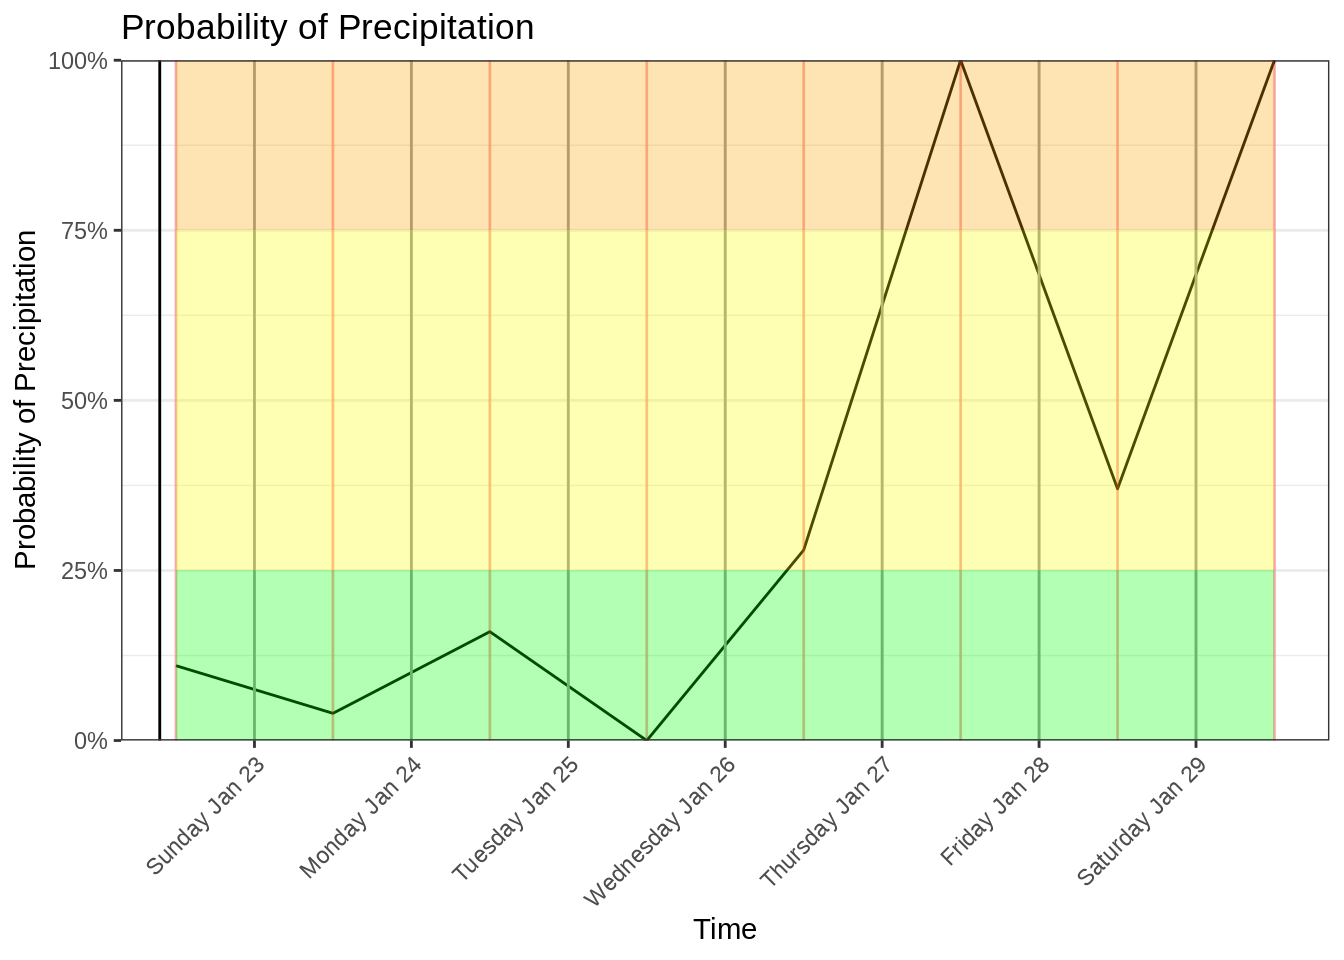 Probability of Precipitation
Probability of Precipitation
100%
75%
50%
25%
0%
Sunday Jan 23
Monday Jan 24
Tuesday Jan 25
Wednesday Jan 26
Thursday Jan 27
Friday Jan 28
Saturday Jan 29
Time